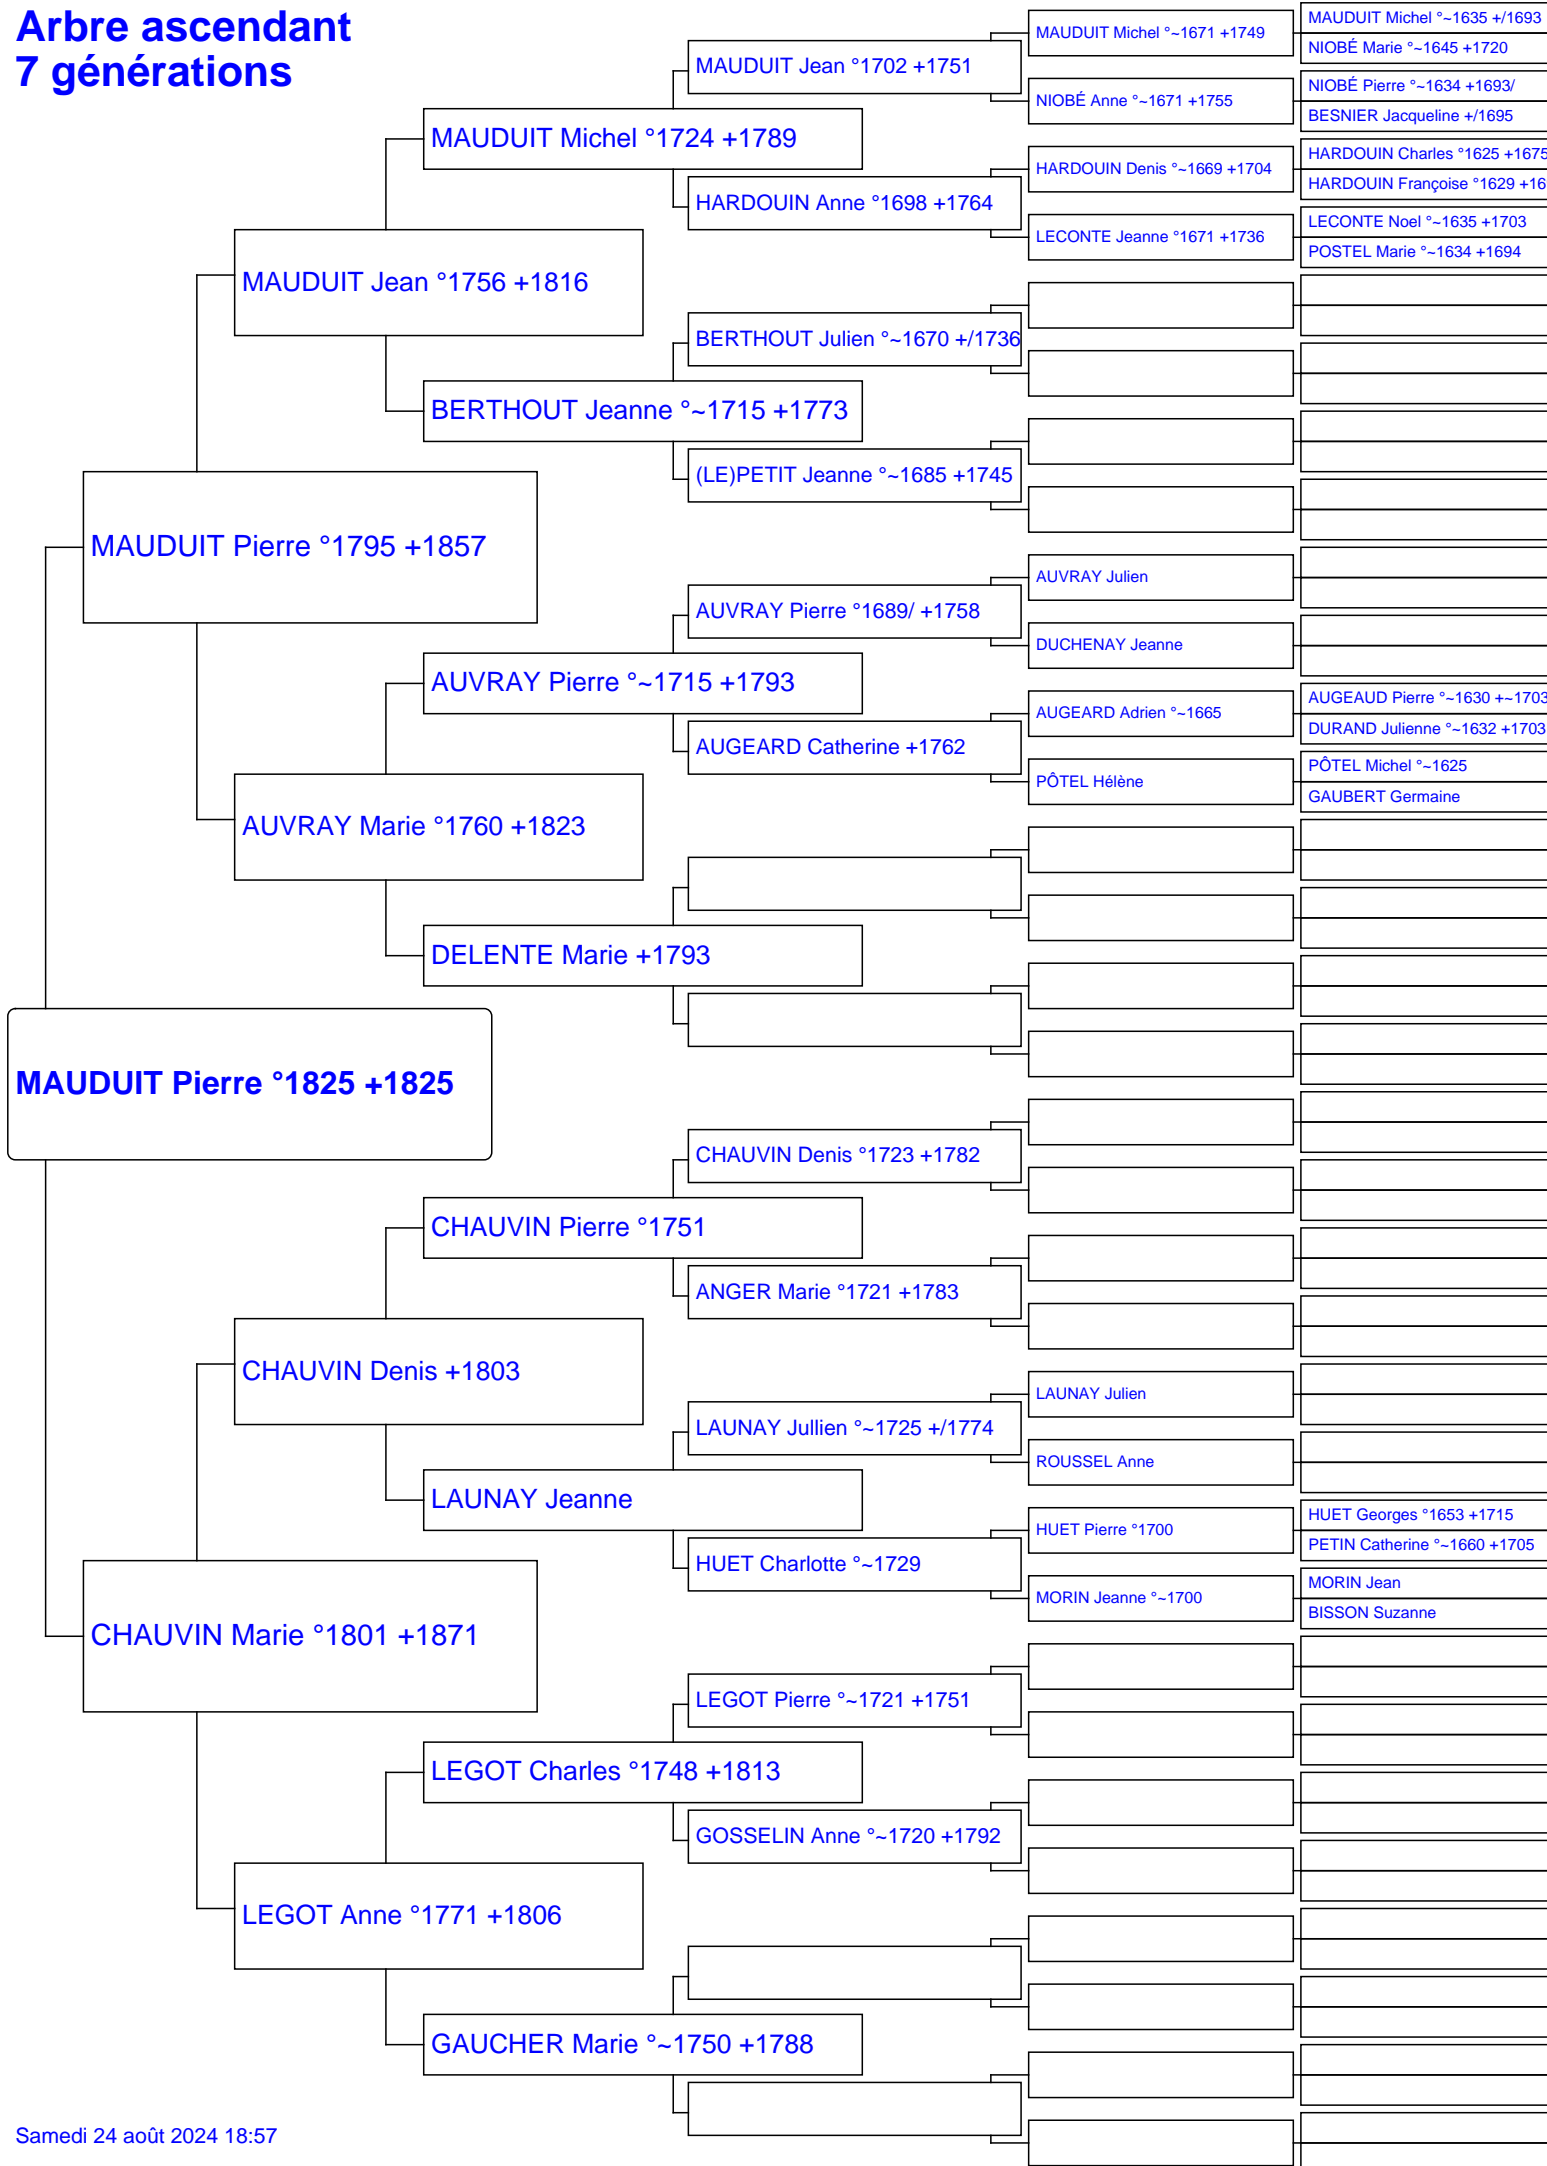 Arbre ascendant
7 générations
MAUDUIT Michel °~1635 +/1693
MAUDUIT Michel °~1671 +1749
NIOBÉ Marie °~1645 +1720
MAUDUIT Jean °1702 +1751
NIOBÉ Pierre °~1634 +1693/
NIOBÉ Anne °~1671 +1755
BESNIER Jacqueline +/1695
MAUDUIT Michel °1724 +1789
HARDOUIN Charles °1625 +1675
HARDOUIN Denis °~1669 +1704
HARDOUIN Françoise °1629 +16
HARDOUIN Anne °1698 +1764
LECONTE Noel °~1635 +1703
LECONTE Jeanne °1671 +1736
POSTEL Marie °~1634 +1694
MAUDUIT Jean °1756 +1816
BERTHOUT Julien °~1670 +/1736
BERTHOUT Jeanne °~1715 +1773
(LE)PETIT Jeanne °~1685 +1745
MAUDUIT Pierre °1795 +1857
AUVRAY Julien
AUVRAY Pierre °1689/ +1758
DUCHENAY Jeanne
AUVRAY Pierre °~1715 +1793
AUGEAUD Pierre °~1630 +~1703
AUGEARD Adrien °~1665
DURAND Julienne °~1632 +1703
AUGEARD Catherine +1762
PÔTEL Michel °~1625
PÔTEL Hélène
GAUBERT Germaine
AUVRAY Marie °1760 +1823
DELENTE Marie +1793
MAUDUIT Pierre °1825 +1825
CHAUVIN Denis °1723 +1782
CHAUVIN Pierre °1751
ANGER Marie °1721 +1783
CHAUVIN Denis +1803
LAUNAY Julien
LAUNAY Jullien °~1725 +/1774
ROUSSEL Anne
LAUNAY Jeanne
HUET Georges °1653 +1715
HUET Pierre °1700
PETIN Catherine °~1660 +1705
HUET Charlotte °~1729
MORIN Jean
MORIN Jeanne °~1700
BISSON Suzanne
CHAUVIN Marie °1801 +1871
LEGOT Pierre °~1721 +1751
LEGOT Charles °1748 +1813
GOSSELIN Anne °~1720 +1792
LEGOT Anne °1771 +1806
GAUCHER Marie °~1750 +1788
Samedi 24 août 2024 18:57